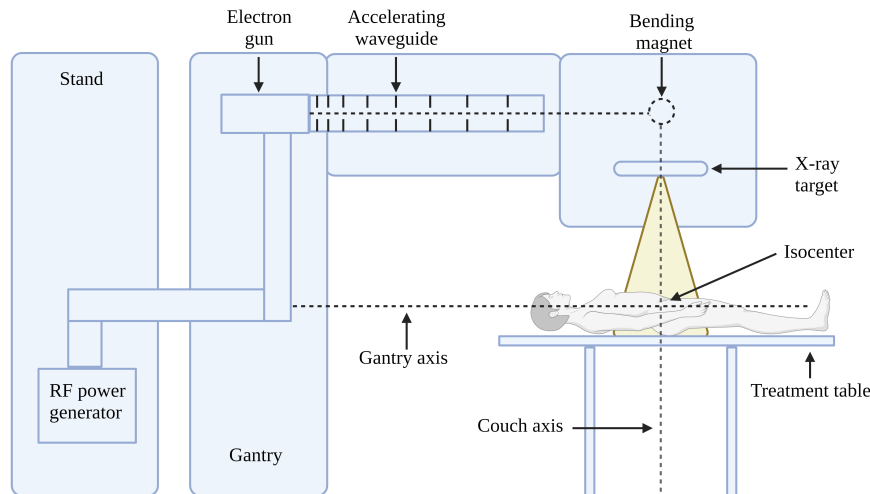 Electron
gun
Accelerating
waveguide
Bending
magnet
Stand
X-ray
target
Isocenter
Gantry axis
RF power
generator
Treatment table
Couch axis
Gantry